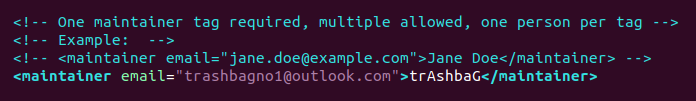 <!-- One maintainer tag required, multiple allowed, one person per tag -->
<!-- Example:  -->
<!-- <maintainer email="jane.doe@example.com">Jane Doe</maintainer> -->
<maintainer email="trashbagno1@outlook.com">trAshbaG</maintainer>